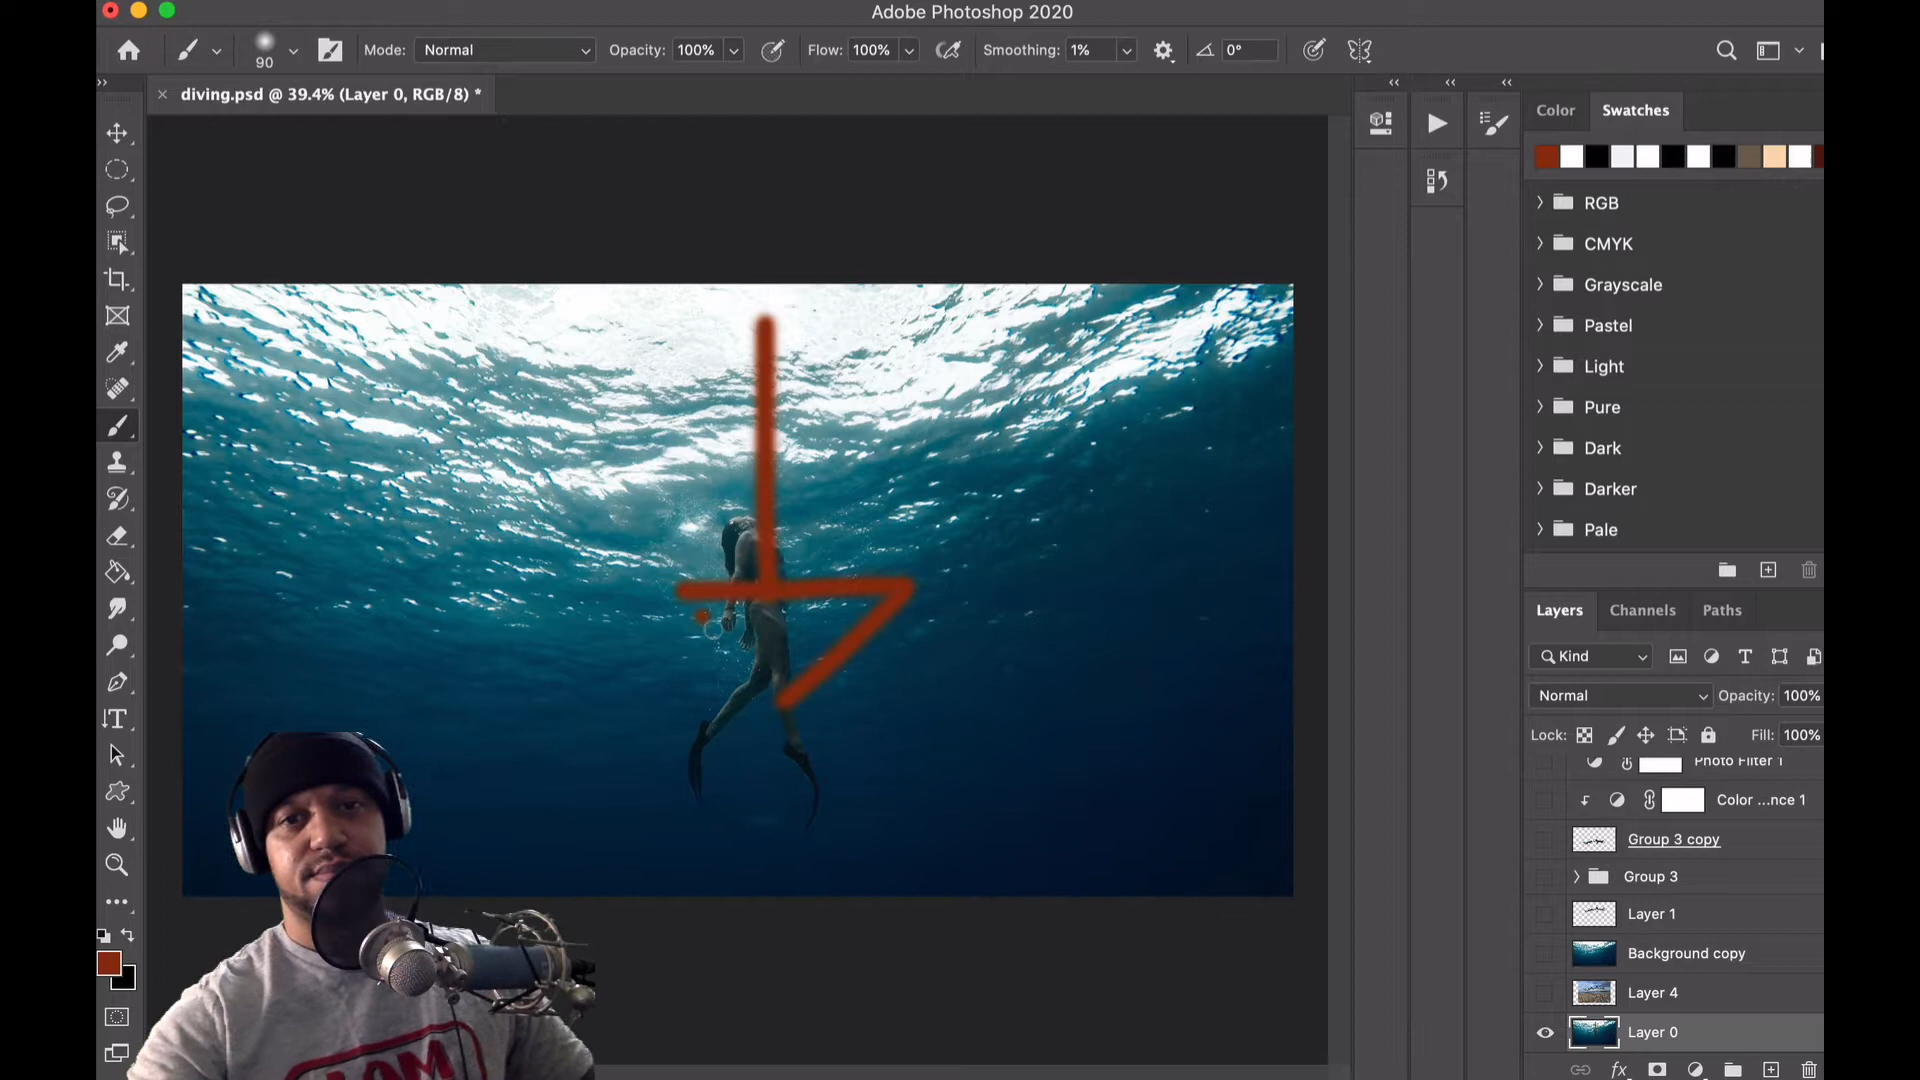 Adobe Photoshop 2020
90
Mode: Normal Opacity: 100% Flow: 100% Smoothing: 1% 0°
diving.psd @ 39.4% (Layer 0, RGB/8) *
Color Swatches
RGB
CMYK
Grayscale
Pastel
Light
Pure
Dark
Darker
Pale
Layers Channels Paths
Kind
Normal Opacity: 100%
Lock: Fill: 100%
Photo Filter 1
Color ...nce 1
Group 3 copy
Group 3
Layer 1
Background copy
Layer 4
Layer 0
fx